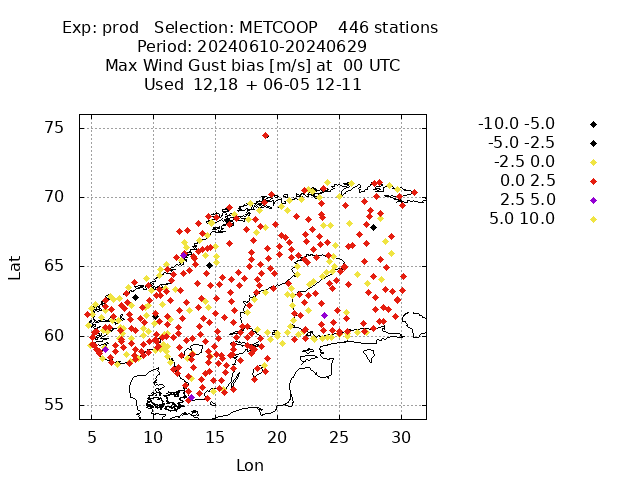 Exp: prod   Selection: METCOOP    446 stations
Period: 20240610-20240629
Max Wind Gust bias [m/s] at  00 UTC
Used  12,18 + 06-05 12-11
75
70
65
60
55
5 10 15 20 25 30
Lat
Lon
-10.0 -5.0
-5.0 -2.5
-2.5 0.0
0.0 2.5
2.5 5.0
5.0 10.0